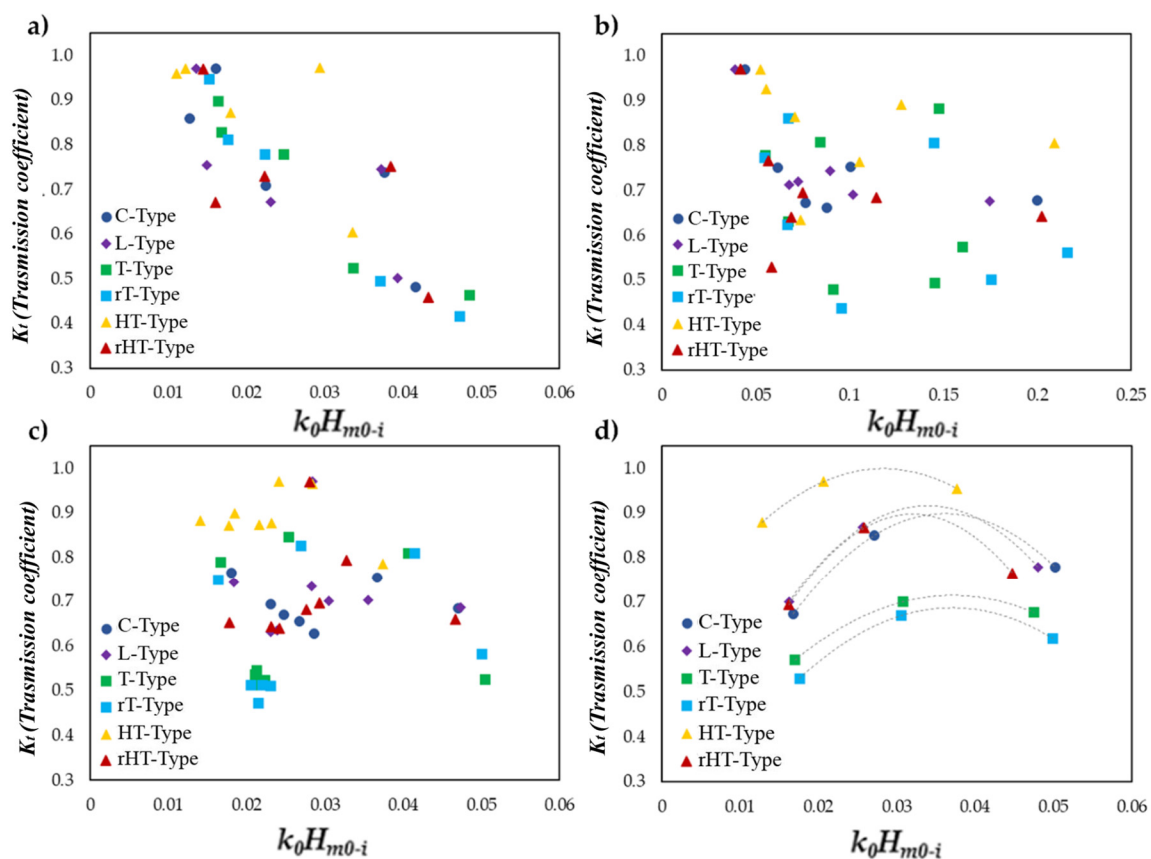 a)
Kt (Trasmission coefficient)
1.0
0.9
0.8
0.7
0.6
0.5
0.4
0.3
C-Type
L-Type
T-Type
rT-Type
HT-Type
rHT-Type
0 0.01 0.02 0.03 0.04 0.05 0.06
k0Hm0-i
b)
Kt (Trasmission coefficient)
1.0
0.9
0.8
0.7
0.6
0.5
0.4
0.3
C-Type
L-Type
T-Type
rT-Type
HT-Type
rHT-Type
0 0.05 0.1 0.15 0.2 0.25
k0Hm0-i
c)
Kt (Trasmission coefficient)
1.0
0.9
0.8
0.7
0.6
0.5
0.4
0.3
C-Type
L-Type
T-Type
rT-Type
HT-Type
rHT-Type
0 0.01 0.02 0.03 0.04 0.05 0.06
k0Hm0-i
d)
Kt (Trasmission coefficient)
1.0
0.9
0.8
0.7
0.6
0.5
0.4
0.3
C-Type
L-Type
T-Type
rT-Type
HT-Type
rHT-Type
0 0.01 0.02 0.03 0.04 0.05 0.06
k0Hm0-i